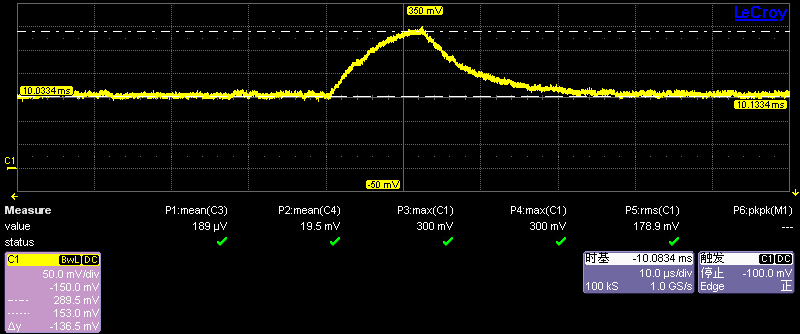 350 mV
LeCroy
10.0334 ms
10.1334 ms
C1
-50 mV
Measure P1:mean(C3) P2:mean(C4) P3:max(C1) P4:max(C1) P5:rms(C1) P6:pkpk(M1)
value 189 µV 19.5 mV 300 mV 300 mV 178.9 mV ---
status
C1 BwL DC
50.0 mV/div
-150.0 mV
289.5 mV
153.0 mV
Δy -136.5 mV
时基 -10.0834 ms
10.0 µs/div
100 kS 1.0 GS/s
触发 C1 DC
停止 -100.0 mV
Edge 正